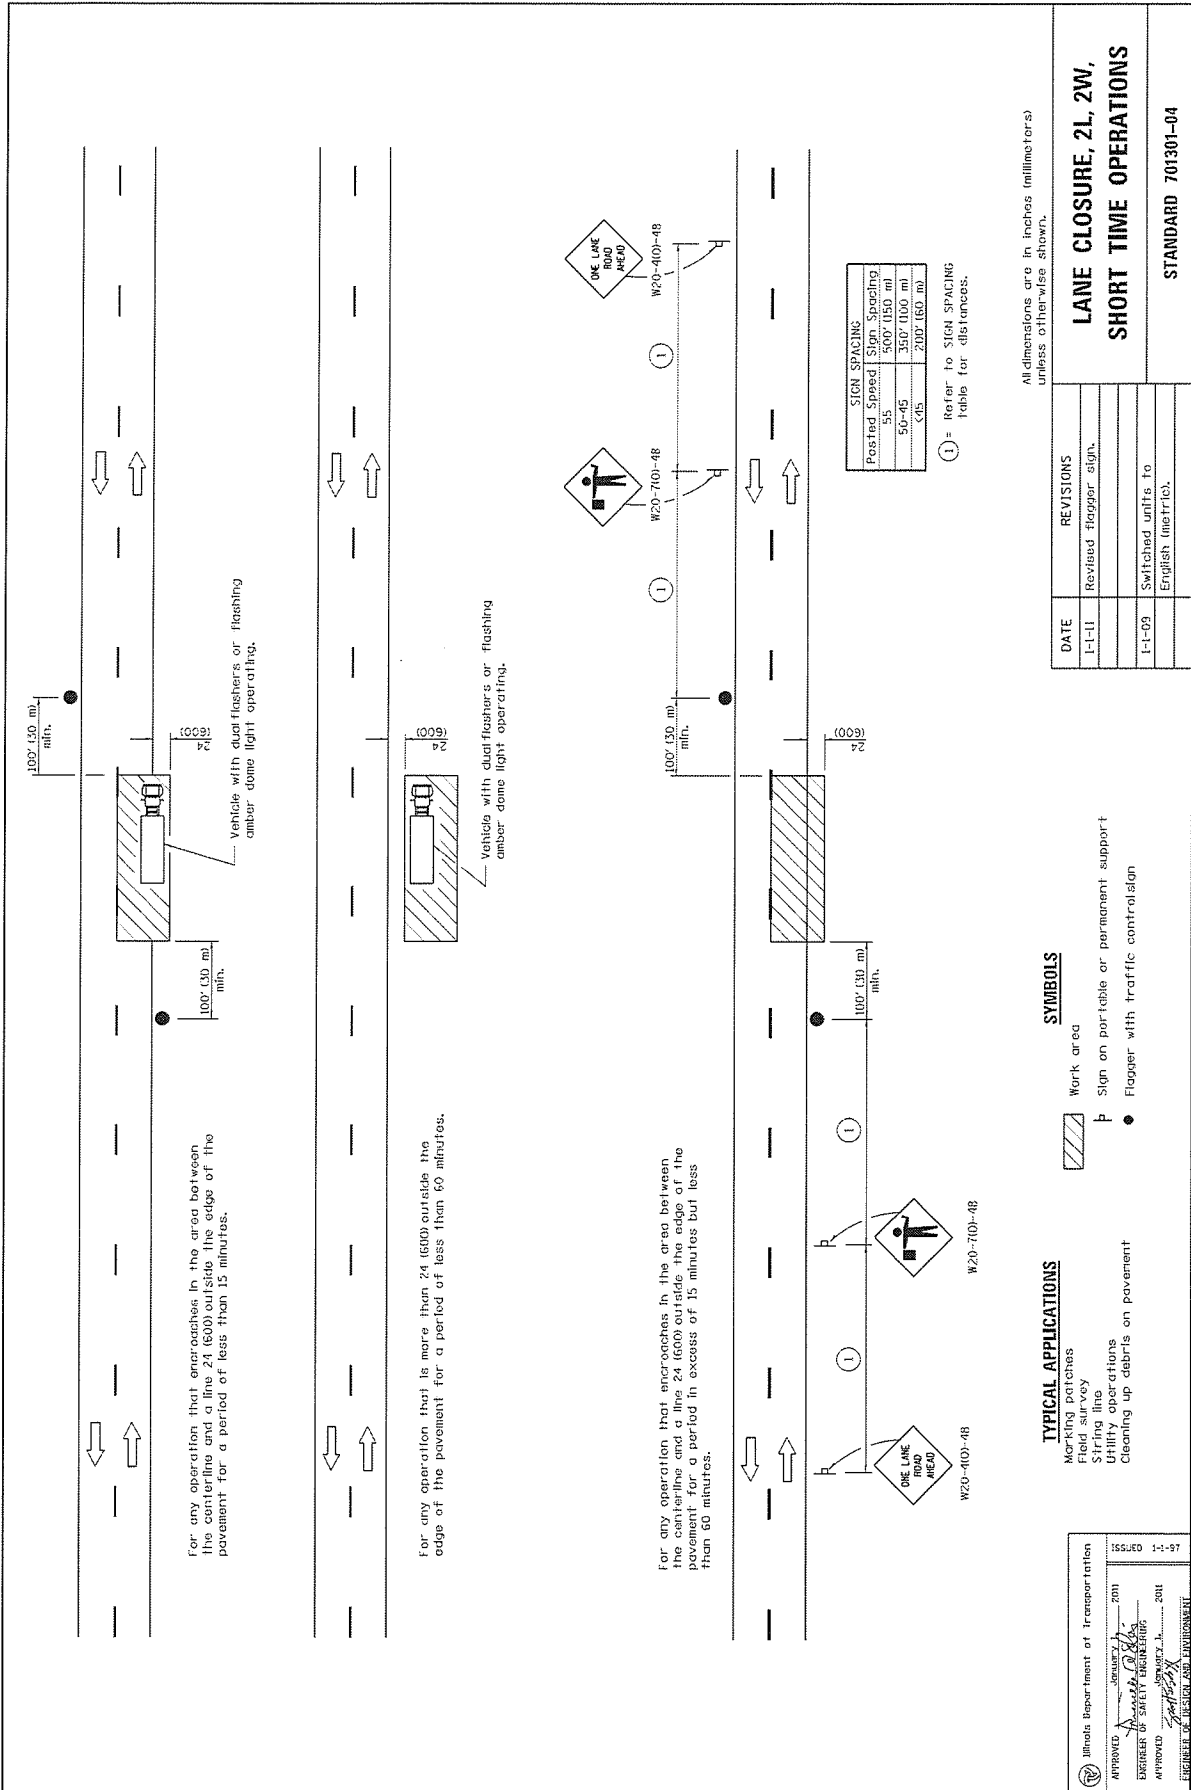 100' (30 m)
min.
24
(600)
Vehicle with dual flashers or flashing
amber dome light operating.
100' (30 m)
min.
For any operation that encroaches in the area between
the centerline and a line 24 (600) outside the edge of the
pavement for a period of less than 15 minutes.
24
(600)
Vehicle with dual flashers or flashing
amber dome light operating.
For any operation that is more than 24 (600) outside the
edge of the pavement for a period of less than 60 minutes.
ONE LANE
ROAD
AHEAD
W20-4(O)-48
1
W20-7(O)-48
1
100' (30 m)
min.
24
(600)
100' (30 m)
min.
For any operation that encroaches in the area between
the centerline and a line 24 (600) outside the edge of the
pavement for a period in excess of 15 minutes but less
than 60 minutes.
1
W20-7(O)-48
1
ONE LANE
ROAD
AHEAD
W20-4(O)-48
SIGN SPACING
Posted Speed Sign Spacing
55 500' (150 m)
50-45 350' (100 m)
<45 200' (60 m)
1 = Refer to SIGN SPACING
table for distances.
TYPICAL APPLICATIONS
Marking patches
Field survey
String line
Utility operations
Cleaning up debris on pavement
SYMBOLS
Work area
Sign on portable or permanent support
Flagger with traffic control sign
All dimensions are in inches (millimeters)
unless otherwise shown.
Illinois Department of Transportation
APPROVED January 1, 2011
ENGINEER OF SAFETY ENGINEERING
APPROVED January 1, 2011
ENGINEER OF DESIGN AND ENVIRONMENT
ISSUED 1-1-97
DATE REVISIONS
1-1-11 Revised flagger sign.
1-1-09 Switched units to
English (metric).
LANE CLOSURE, 2L, 2W,
SHORT TIME OPERATIONS
STANDARD 701301-04